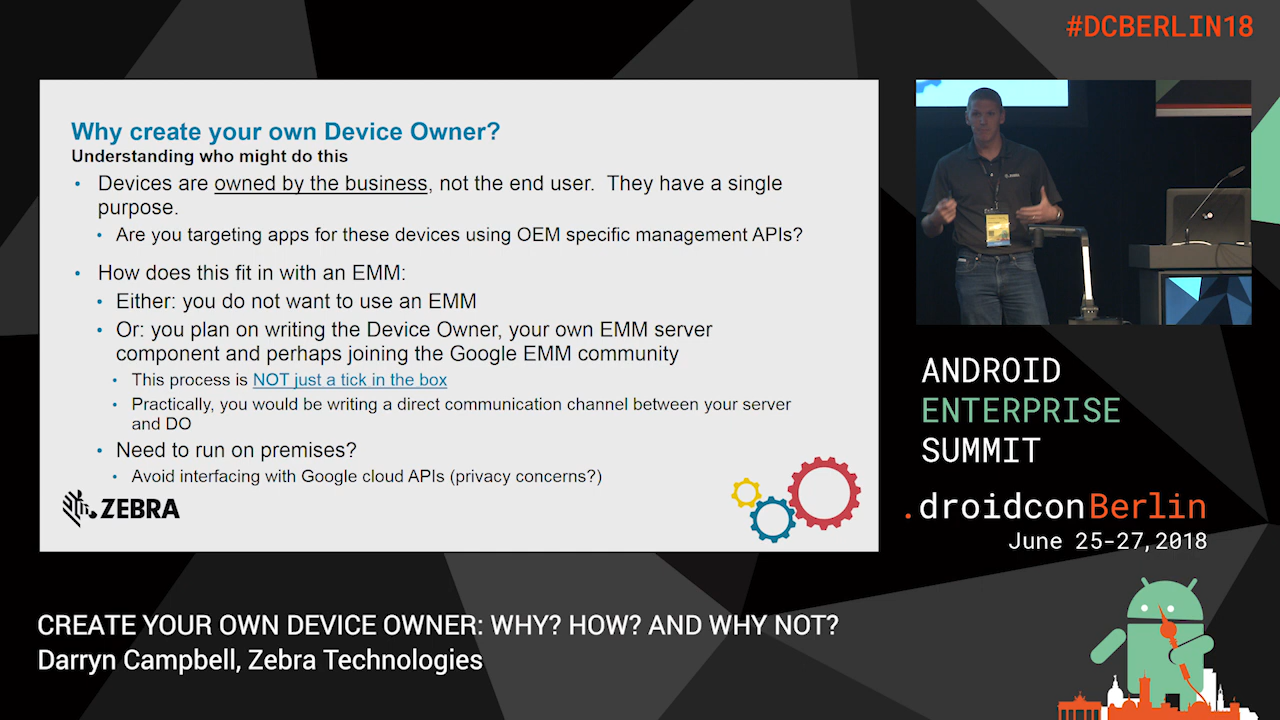 #DCBERLIN18
Why create your own Device Owner?
Understanding who might do this
• Devices are owned by the business, not the end user. They have a single
purpose.
• Are you targeting apps for these devices using OEM specific management APIs?
• How does this fit in with an EMM:
• Either: you do not want to use an EMM
• Or: you plan on writing the Device Owner, your own EMM server
component and perhaps joining the Google EMM community
• This process is NOT just a tick in the box
• Practically, you would be writing a direct communication channel between your server
and DO
• Need to run on premises?
• Avoid interfacing with Google cloud APIs (privacy concerns?)
ZEBRA
ANDROID
ENTERPRISE
SUMMIT
.droidconBerlin
June 25-27,2018
CREATE YOUR OWN DEVICE OWNER: WHY? HOW? AND WHY NOT?
Darryn Campbell, Zebra Technologies